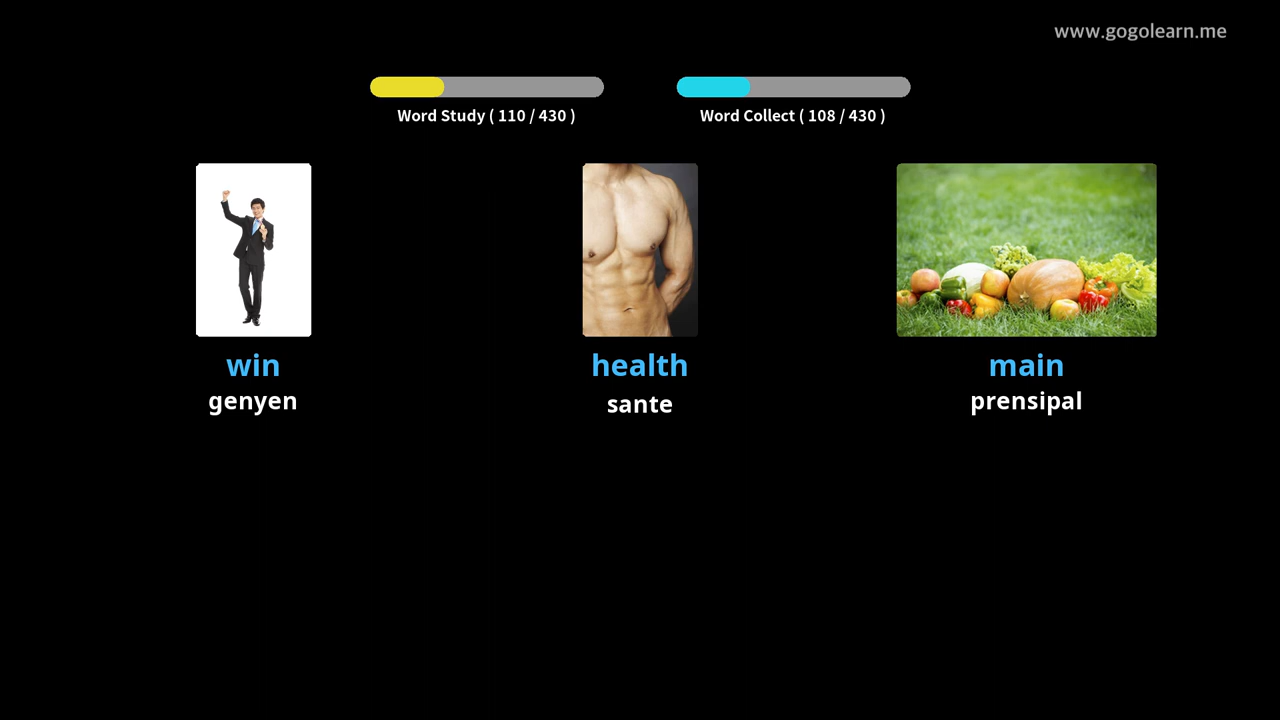 www.gogolearn.me
Word Study ( 110 / 430 )
Word Collect ( 108 / 430 )
win
genyen
health
sante
main
prensipal